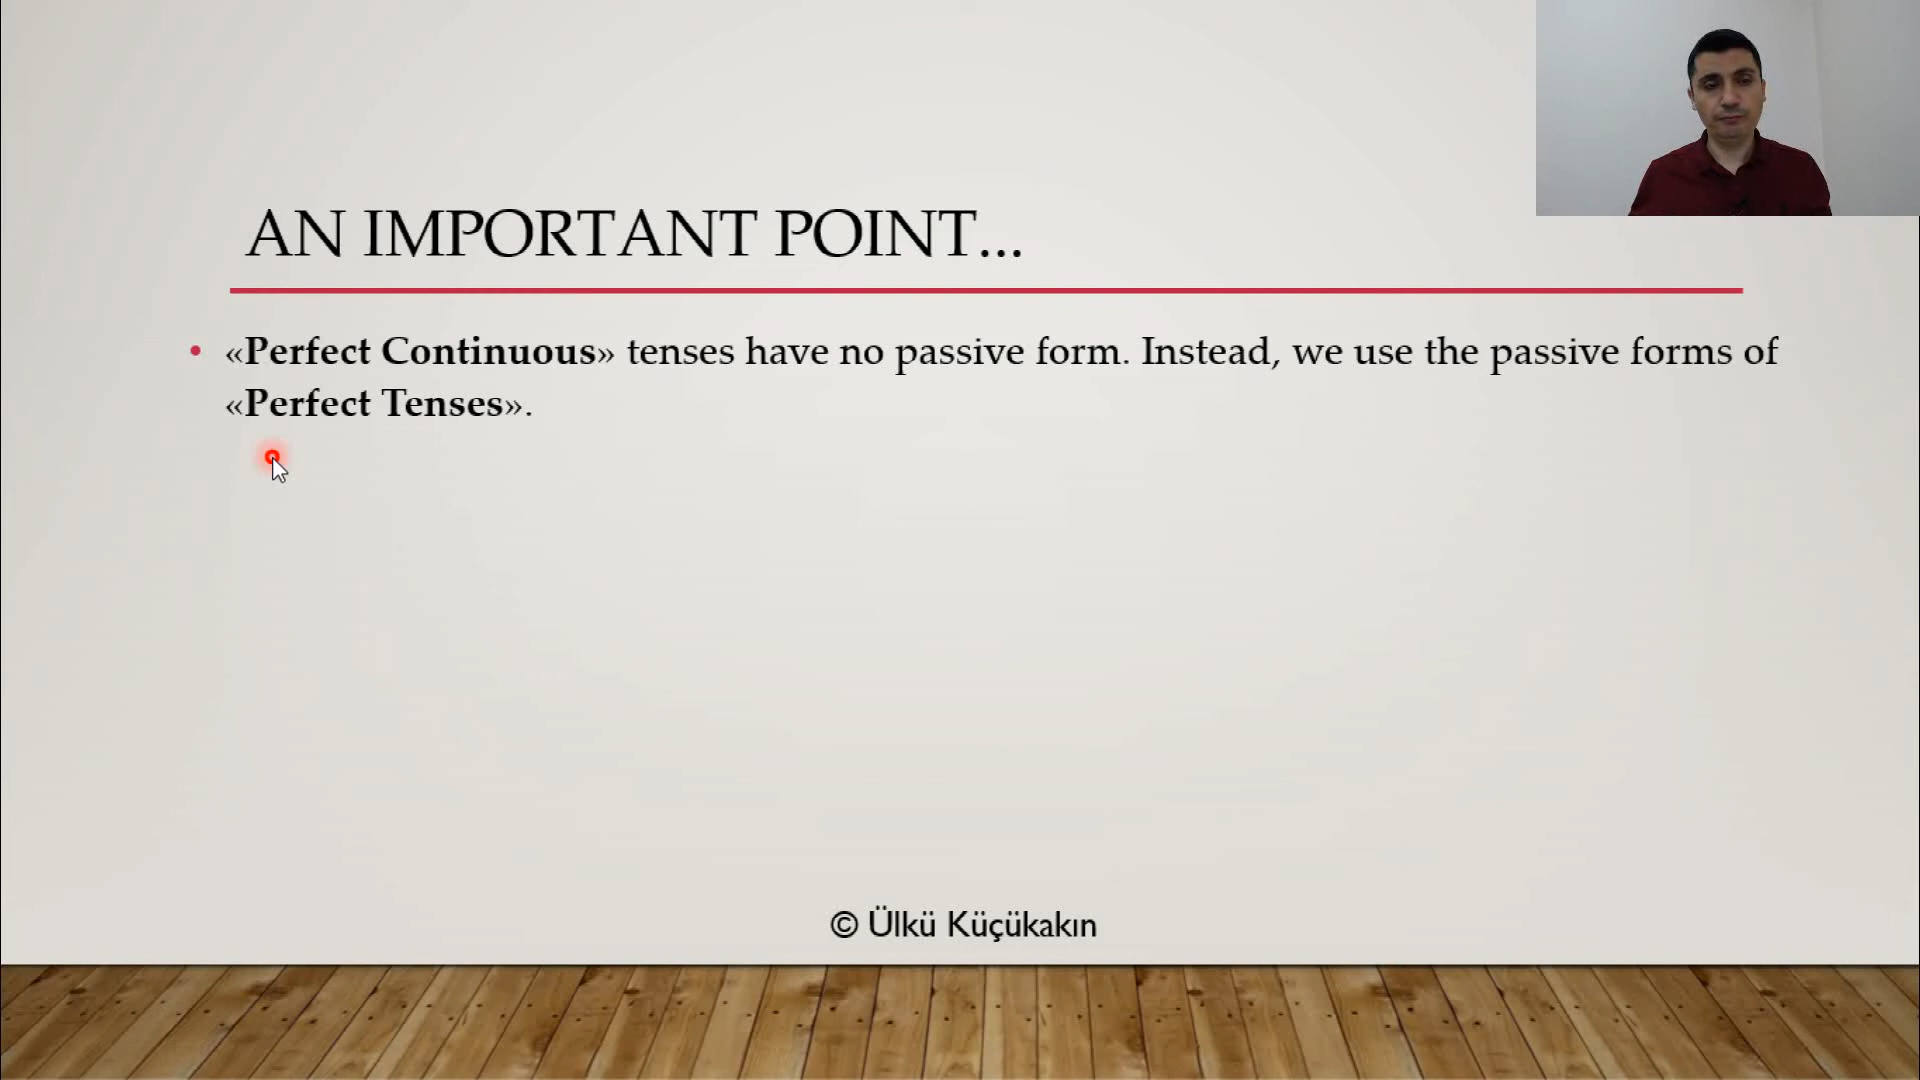 AN IMPORTANT POINT...
• «Perfect Continuous» tenses have no passive form. Instead, we use the passive forms of
«Perfect Tenses».
© Ülkü Küçükakın